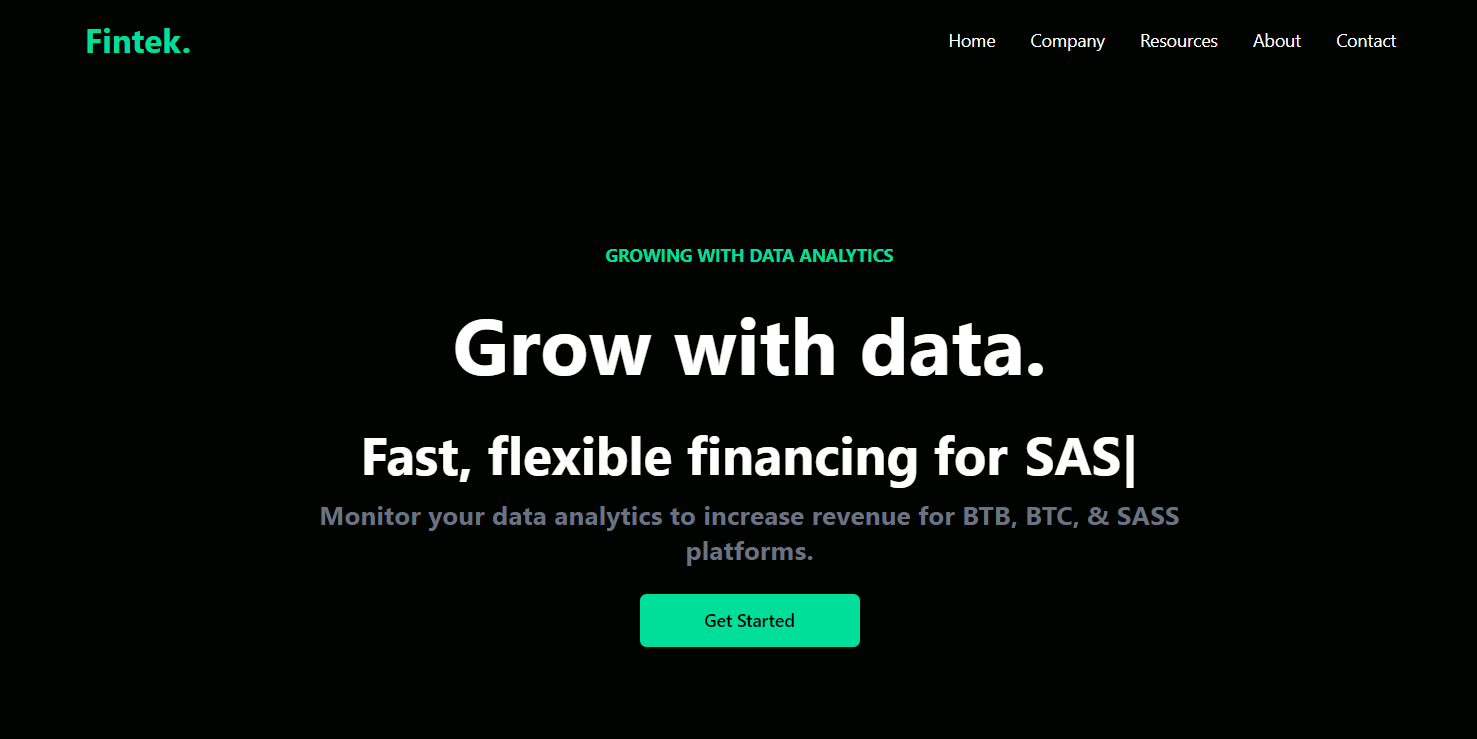 Fintek.
Home Company Resources About Contact
GROWING WITH DATA ANALYTICS
Grow with data.
Fast, flexible financing for SAS|
Monitor your data analytics to increase revenue for BTB, BTC, & SASS
platforms.
Get Started